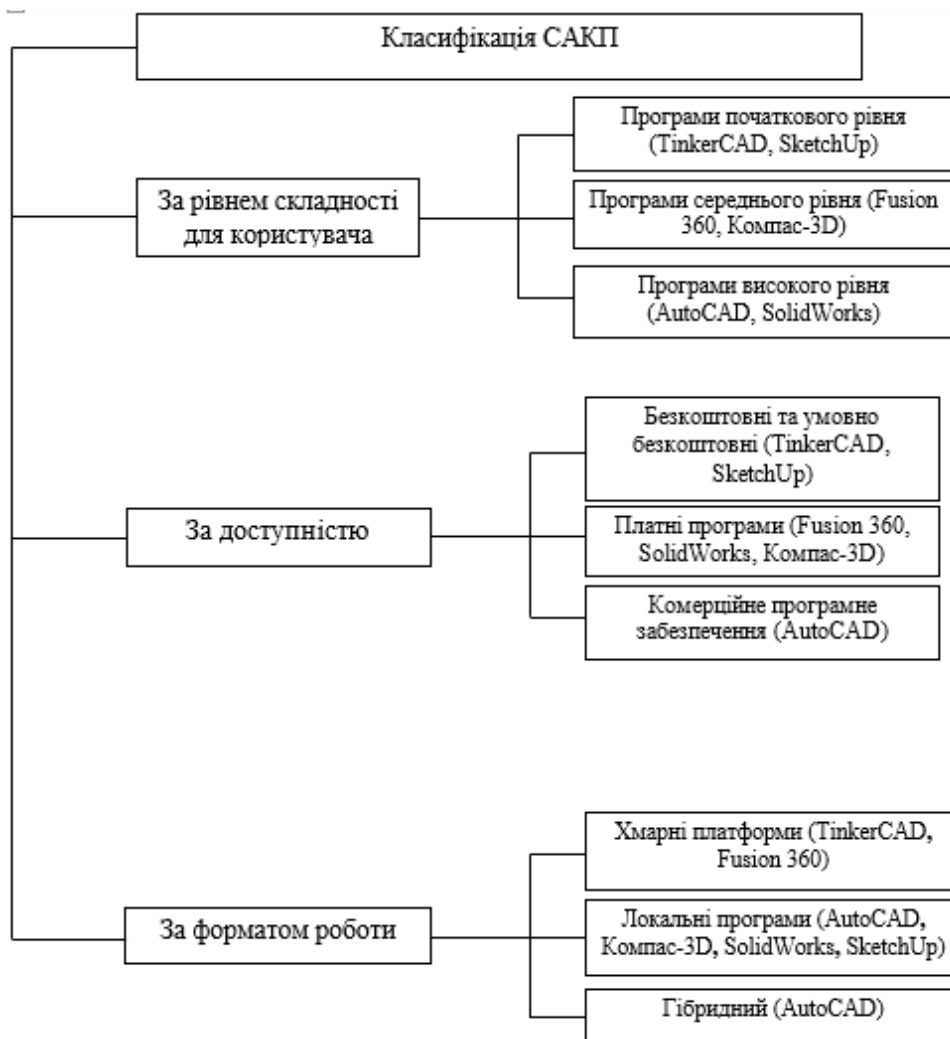 Класифікація САКП
Програми початкового рівня
(TinkerCAD, SketchUp)
За рівнем складності
для користувача
Програми середнього рівня (Fusion
360, Компас-3D)
Програми високого рівня
(AutoCAD, SolidWorks)
Безкоштовні та умовно
безкоштовні (TinkerCAD,
SketchUp)
За доступністю
Платні програми (Fusion 360,
SolidWorks, Компас-3D)
Комерційне програмне
забезпечення (AutoCAD)
Хмарні платформи (TinkerCAD,
Fusion 360)
За форматом роботи
Локальні програми (AutoCAD,
Компас-3D, SolidWorks, SketchUp)
Гібридний (AutoCAD)